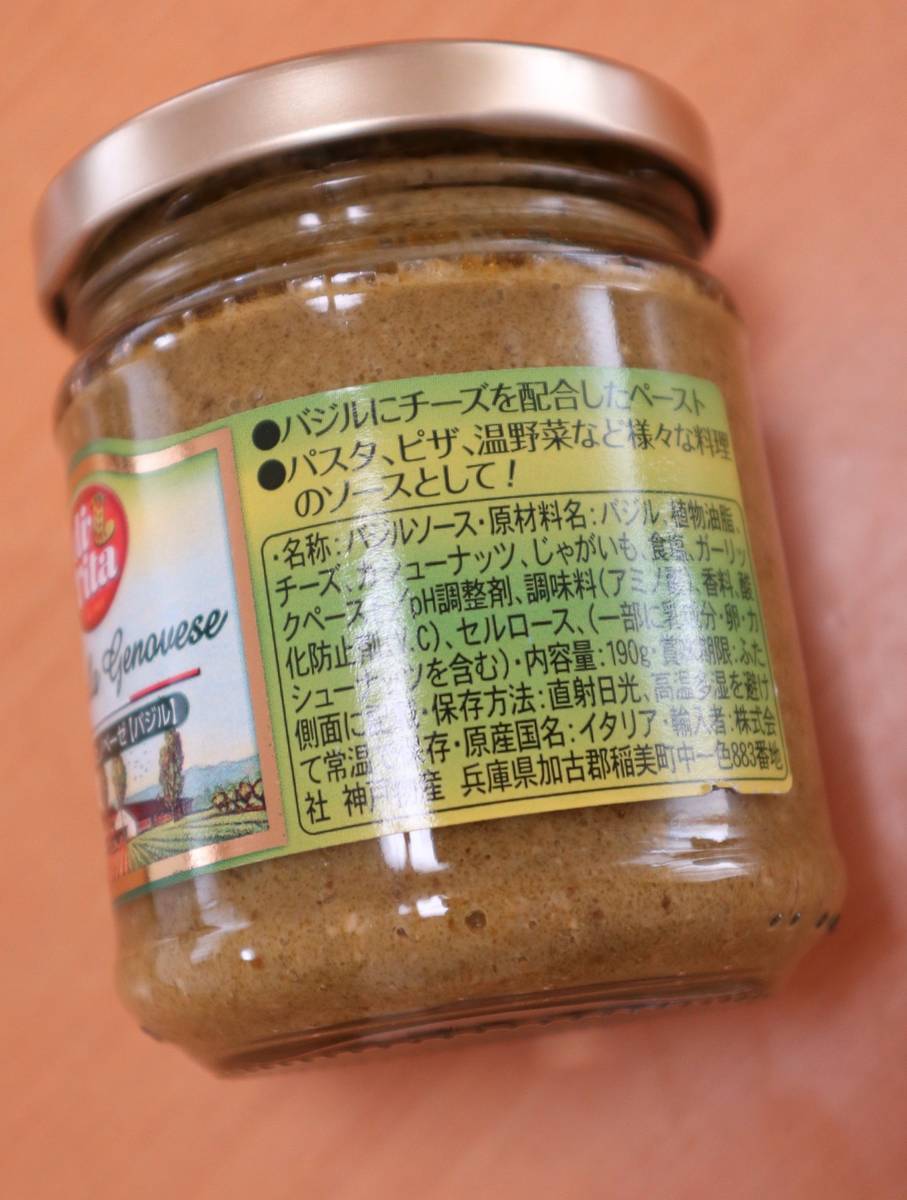 ●バジルにチーズを配合したペースト
●パスタ、ピザ、温野菜など様々な料理
のソースとして!
・名称:バジルソース・原材料名:バジル、植物油脂、
チーズ、カシューナッツ、じゃがいも、食塩、ガーリッ
クペースト/pH調整剤、調味料(アミノ酸)、香料、酸
化防止剤(V.C)、セルロース、(一部に乳成分・卵・カ
シューナッツを含む)・内容量:190g・賞味期限:ふた
側面に記載・保存方法:直射日光、高温多湿を避け
て常温で保存・原産国名:イタリア・輸入者:株式会
社 神戸物産 兵庫県加古郡稲美町中一色883番地
Genovese
ベーゼ【バジル】